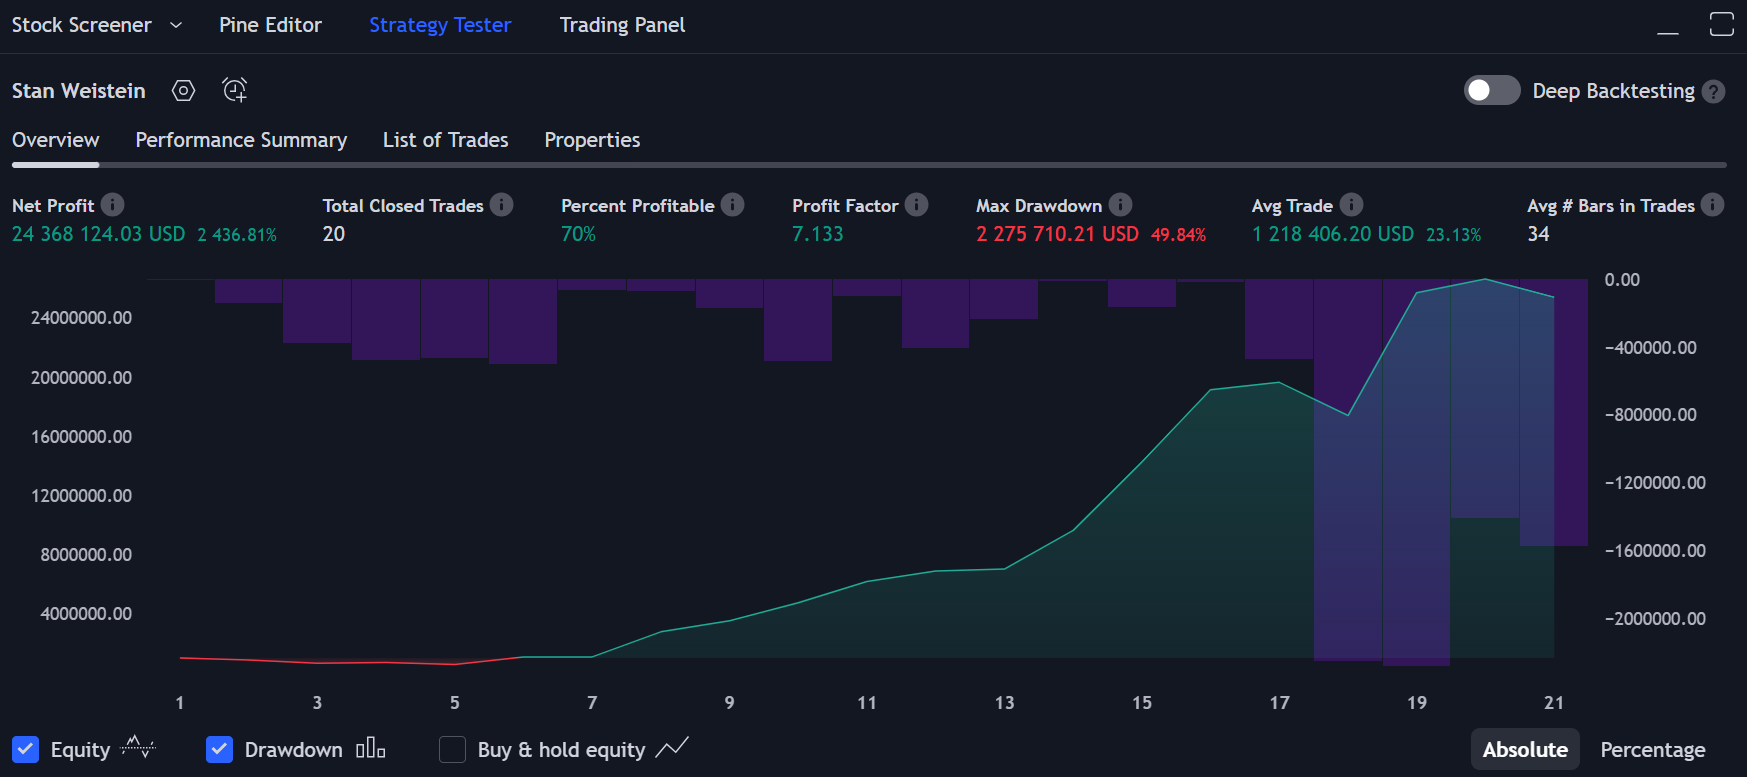 Stock Screener Pine Editor Strategy Tester Trading Panel
Stan Weistein Deep Backtesting ?
Overview Performance Summary List of Trades Properties
Net Profit Total Closed Trades Percent Profitable Profit Factor Max Drawdown Avg Trade Avg # Bars in Trades
24 368 124.03 USD 2 436.81% 20 70% 7.133 2 275 710.21 USD 49.84% 1 218 406.20 USD 23.13% 34
0.00
24000000.00
−400000.00
20000000.00
−800000.00
16000000.00
−1200000.00
12000000.00
−1600000.00
8000000.00
4000000.00
−2000000.00
1 3 5 7 9 11 13 15 17 19 21
Equity Drawdown Buy & hold equity Absolute Percentage